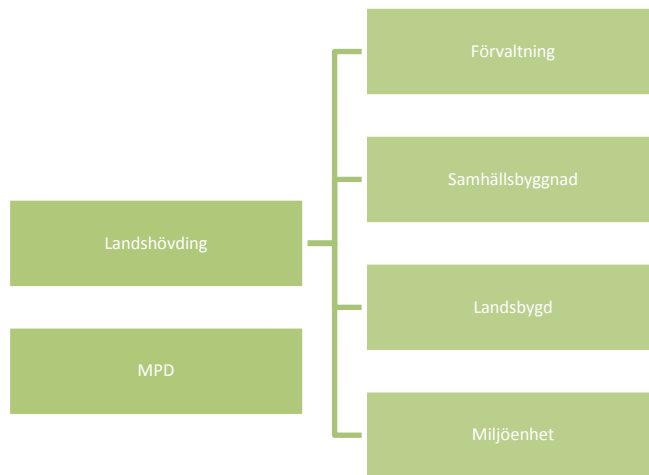 Landshövding
MPD
Förvaltning
Samhällsbyggnad
Landsbygd
Miljöenhet